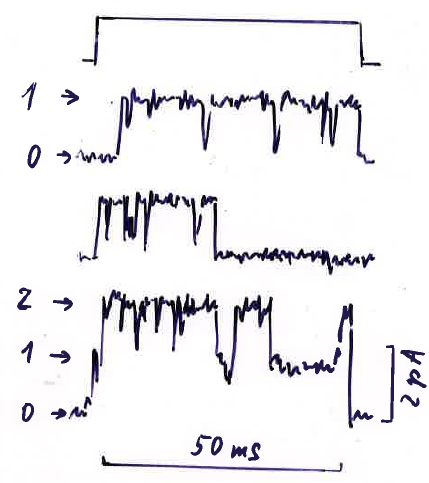 1 →
0 →
2 →
1 →
0 →
2 pA
50 ms